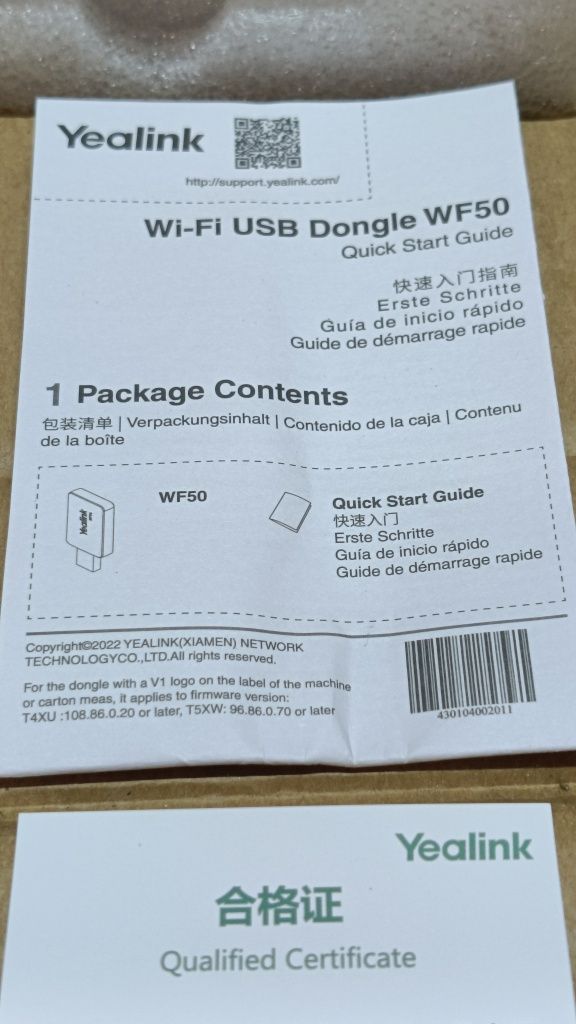 Yealink
http://support.yealink.com/
Wi-Fi USB Dongle WF50
Quick Start Guide
快速入门指南
Erste Schritte
Guía de inicio rápido
Guide de démarrage rapide
1 Package Contents
包装清单 | Verpackungsinhalt | Contenido de la caja | Contenu
de la boîte
Yealink
WF50
Quick Start Guide
快速入门
Erste Schritte
Guía de inicio rápido
Guide de démarrage rapide
Copyright©2022 YEALINK(XIAMEN) NETWORK
TECHNOLOGYCO.,LTD.All rights reserved.
For the dongle with a V1 logo on the label of the machine
or carton meas, it applies to firmware version:
T4XU :108.86.0.20 or later, T5XW: 96.86.0.70 or later
430104002011
Yealink
合格证
Qualified Certificate